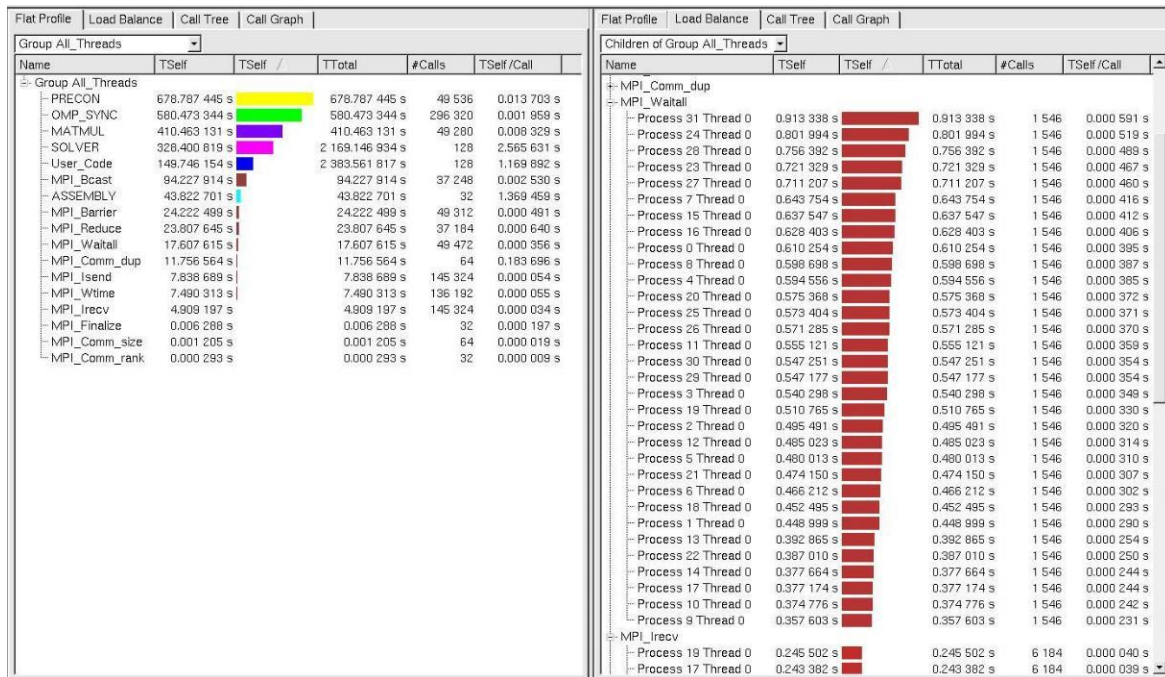 Flat Profile Load Balance Call Tree Call Graph
Group All_Threads
Name TSelf TSelf / TTotal #Calls TSelf /Call
Group All_Threads
PRECON 678.787 445 s 678.787 445 s 49 536 0.013 703 s
OMP_SYNC 580.473 344 s 580.473 344 s 296 320 0.001 959 s
MATMUL 410.463 131 s 410.463 131 s 49 280 0.008 329 s
SOLVER 328.400 819 s 2 169.146 934 s 128 2.565 631 s
User_Code 149.746 154 s 2 383.561 817 s 128 1.169 892 s
MPI_Bcast 94.227 914 s 94.227 914 s 37 248 0.002 530 s
ASSEMBLY 43.822 701 s 43.822 701 s 32 1.369 459 s
MPI_Barrier 24.222 499 s 24.222 499 s 49 312 0.000 491 s
MPI_Reduce 23.807 645 s 23.807 645 s 37 184 0.000 640 s
MPI_Waitall 17.607 615 s 17.607 615 s 49 472 0.000 356 s
MPI_Comm_dup 11.756 564 s 11.756 564 s 64 0.183 696 s
MPI_Isend 7.838 689 s 7.838 689 s 145 324 0.000 054 s
MPI_Wtime 7.490 313 s 7.490 313 s 136 192 0.000 055 s
MPI_Irecv 4.909 197 s 4.909 197 s 145 324 0.000 034 s
MPI_Finalize 0.006 288 s 0.006 288 s 32 0.000 197 s
MPI_Comm_size 0.001 205 s 0.001 205 s 64 0.000 019 s
MPI_Comm_rank 0.000 293 s 0.000 293 s 32 0.000 009 s
Flat Profile Load Balance Call Tree Call Graph
Children of Group All_Threads
Name TSelf TSelf / TTotal #Calls TSelf /Call
MPI_Comm_dup
MPI_Waitall
Process 31 Thread 0 0.913 338 s 0.913 338 s 1 546 0.000 591 s
Process 24 Thread 0 0.801 994 s 0.801 994 s 1 546 0.000 519 s
Process 28 Thread 0 0.756 392 s 0.756 392 s 1 546 0.000 489 s
Process 23 Thread 0 0.721 329 s 0.721 329 s 1 546 0.000 467 s
Process 27 Thread 0 0.711 207 s 0.711 207 s 1 546 0.000 460 s
Process 7 Thread 0 0.643 754 s 0.643 754 s 1 546 0.000 416 s
Process 15 Thread 0 0.637 547 s 0.637 547 s 1 546 0.000 412 s
Process 16 Thread 0 0.628 403 s 0.628 403 s 1 546 0.000 406 s
Process 0 Thread 0 0.610 254 s 0.610 254 s 1 546 0.000 395 s
Process 8 Thread 0 0.598 698 s 0.598 698 s 1 546 0.000 387 s
Process 4 Thread 0 0.594 556 s 0.594 556 s 1 546 0.000 385 s
Process 20 Thread 0 0.575 368 s 0.575 368 s 1 546 0.000 372 s
Process 25 Thread 0 0.573 404 s 0.573 404 s 1 546 0.000 371 s
Process 26 Thread 0 0.571 285 s 0.571 285 s 1 546 0.000 370 s
Process 11 Thread 0 0.555 121 s 0.555 121 s 1 546 0.000 359 s
Process 30 Thread 0 0.547 251 s 0.547 251 s 1 546 0.000 354 s
Process 29 Thread 0 0.547 177 s 0.547 177 s 1 546 0.000 354 s
Process 3 Thread 0 0.540 298 s 0.540 298 s 1 546 0.000 349 s
Process 19 Thread 0 0.510 765 s 0.510 765 s 1 546 0.000 330 s
Process 2 Thread 0 0.495 491 s 0.495 491 s 1 546 0.000 320 s
Process 12 Thread 0 0.485 023 s 0.485 023 s 1 546 0.000 314 s
Process 5 Thread 0 0.480 013 s 0.480 013 s 1 546 0.000 310 s
Process 21 Thread 0 0.474 150 s 0.474 150 s 1 546 0.000 307 s
Process 6 Thread 0 0.466 212 s 0.466 212 s 1 546 0.000 302 s
Process 18 Thread 0 0.452 495 s 0.452 495 s 1 546 0.000 293 s
Process 1 Thread 0 0.448 999 s 0.448 999 s 1 546 0.000 290 s
Process 13 Thread 0 0.392 865 s 0.392 865 s 1 546 0.000 254 s
Process 22 Thread 0 0.387 010 s 0.387 010 s 1 546 0.000 250 s
Process 14 Thread 0 0.377 664 s 0.377 664 s 1 546 0.000 244 s
Process 17 Thread 0 0.377 174 s 0.377 174 s 1 546 0.000 244 s
Process 10 Thread 0 0.374 776 s 0.374 776 s 1 546 0.000 242 s
Process 9 Thread 0 0.357 603 s 0.357 603 s 1 546 0.000 231 s
MPI_Irecv
Process 19 Thread 0 0.245 502 s 0.245 502 s 6 184 0.000 040 s
Process 17 Thread 0 0.243 382 s 0.243 382 s 6 184 0.000 039 s